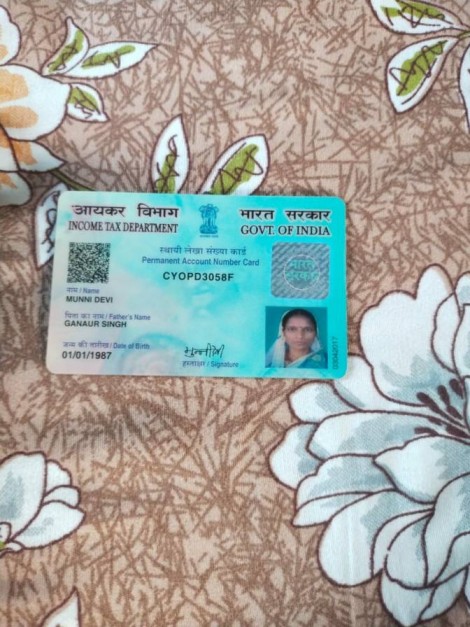 आयकर विभाग
INCOME TAX DEPARTMENT
भारत सरकार
GOVT. OF INDIA
स्थायी लेखा संख्या कार्ड
Permanent Account Number Card
CYOPD3058F
नाम / Name
MUNNI DEVI
पिता का नाम / Father's Name
GANAUR SINGH
जन्म की तारीख / Date of Birth
01/01/1987
हस्ताक्षर / Signature